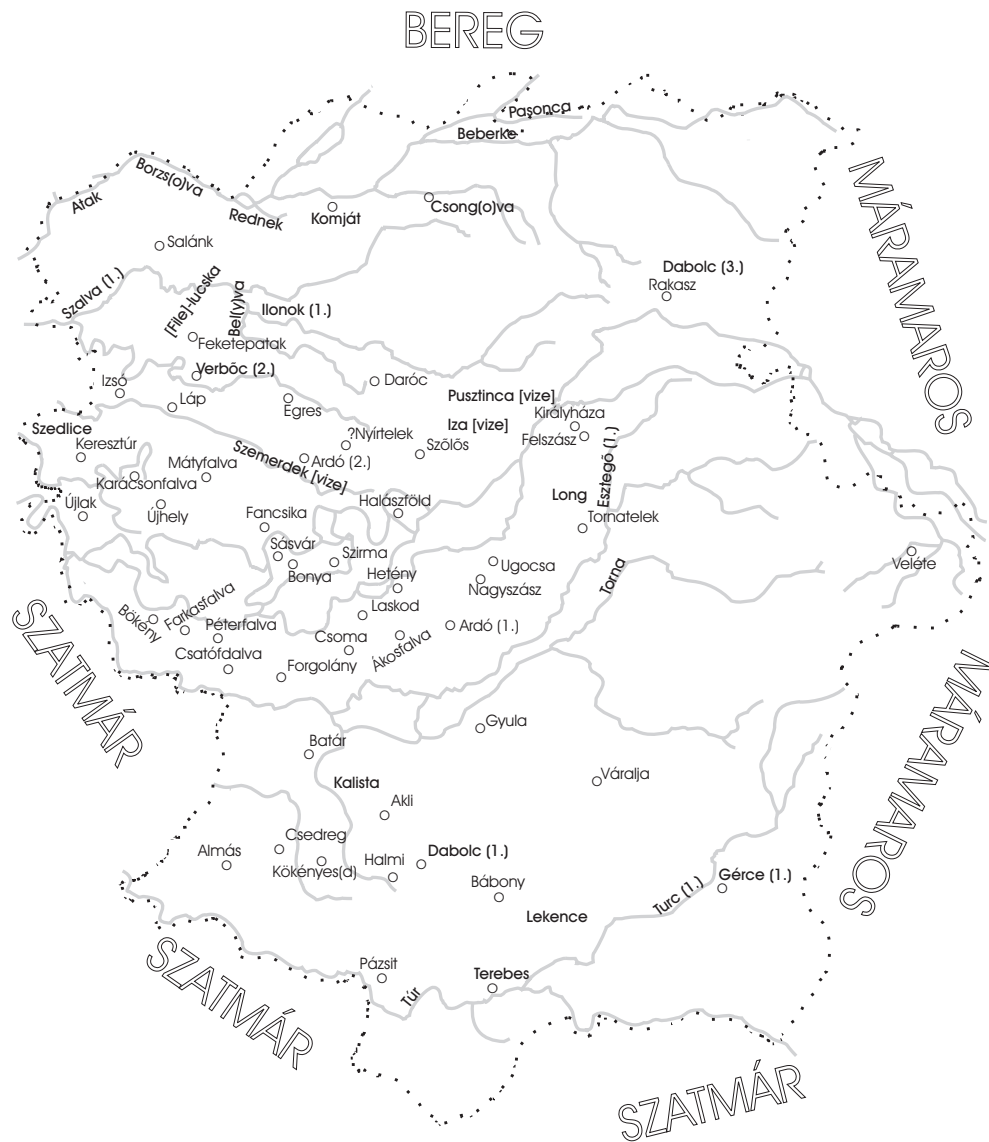 BEREG
Pașonca
Beberke
Borzs(o)va
Atak
Rednek
Komját
Csong(o)va
MÁRAMAROS
Salánk
Dabolc (3.)
Rakasz
Szalva (1.)
[File]-lucska
Bel(y)va
Ilonok (1.)
Feketepatak
Verbőc (2.)
Izsó
Daróc
Láp
Egres
Pusztinca [vize]
Királyháza
Szedlice
?Nyirtelek
Iza [vize]
Felszász
Keresztúr
Szőlős
Mátyfalva
Szemerdek [vize]
Ardó (2.)
Esztegő (1.)
Karácsonfalva
Újlak
Újhely
Halászföld
Long
Fancsika
Tornatelek
Sásvár
Szirma
Bonya
Hetény
Ugocsa
Nagyszász
Torna
Veléte
SZATMÁR
Bökény
Farkasfalva
Laskod
Péterfalva
Csoma
Ákosfalva
Ardó (1.)
Csatófdalva
Forgolány
MÁRAMAROS
Gyula
Batár
Kalista
Váralja
Akli
Csedreg
Almás
Kökényes(d)
Halmi
Dabolc (1.)
Bábony
Gérce (1.)
Turc (1.)
Lekence
SZATMÁR
Pázsit
Túr
Terebes
SZATMÁR